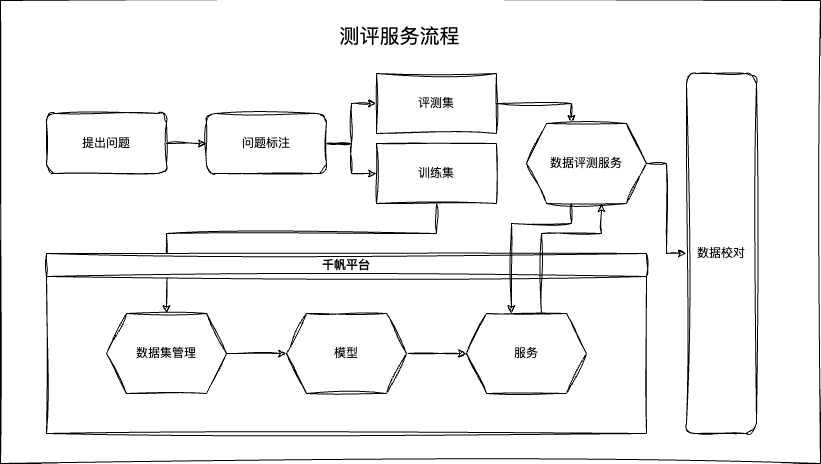 测评服务流程
评测集
提出问题
问题标注
数据评测服务
训练集
数据校对
千帆平台
数据集管理
模型
服务